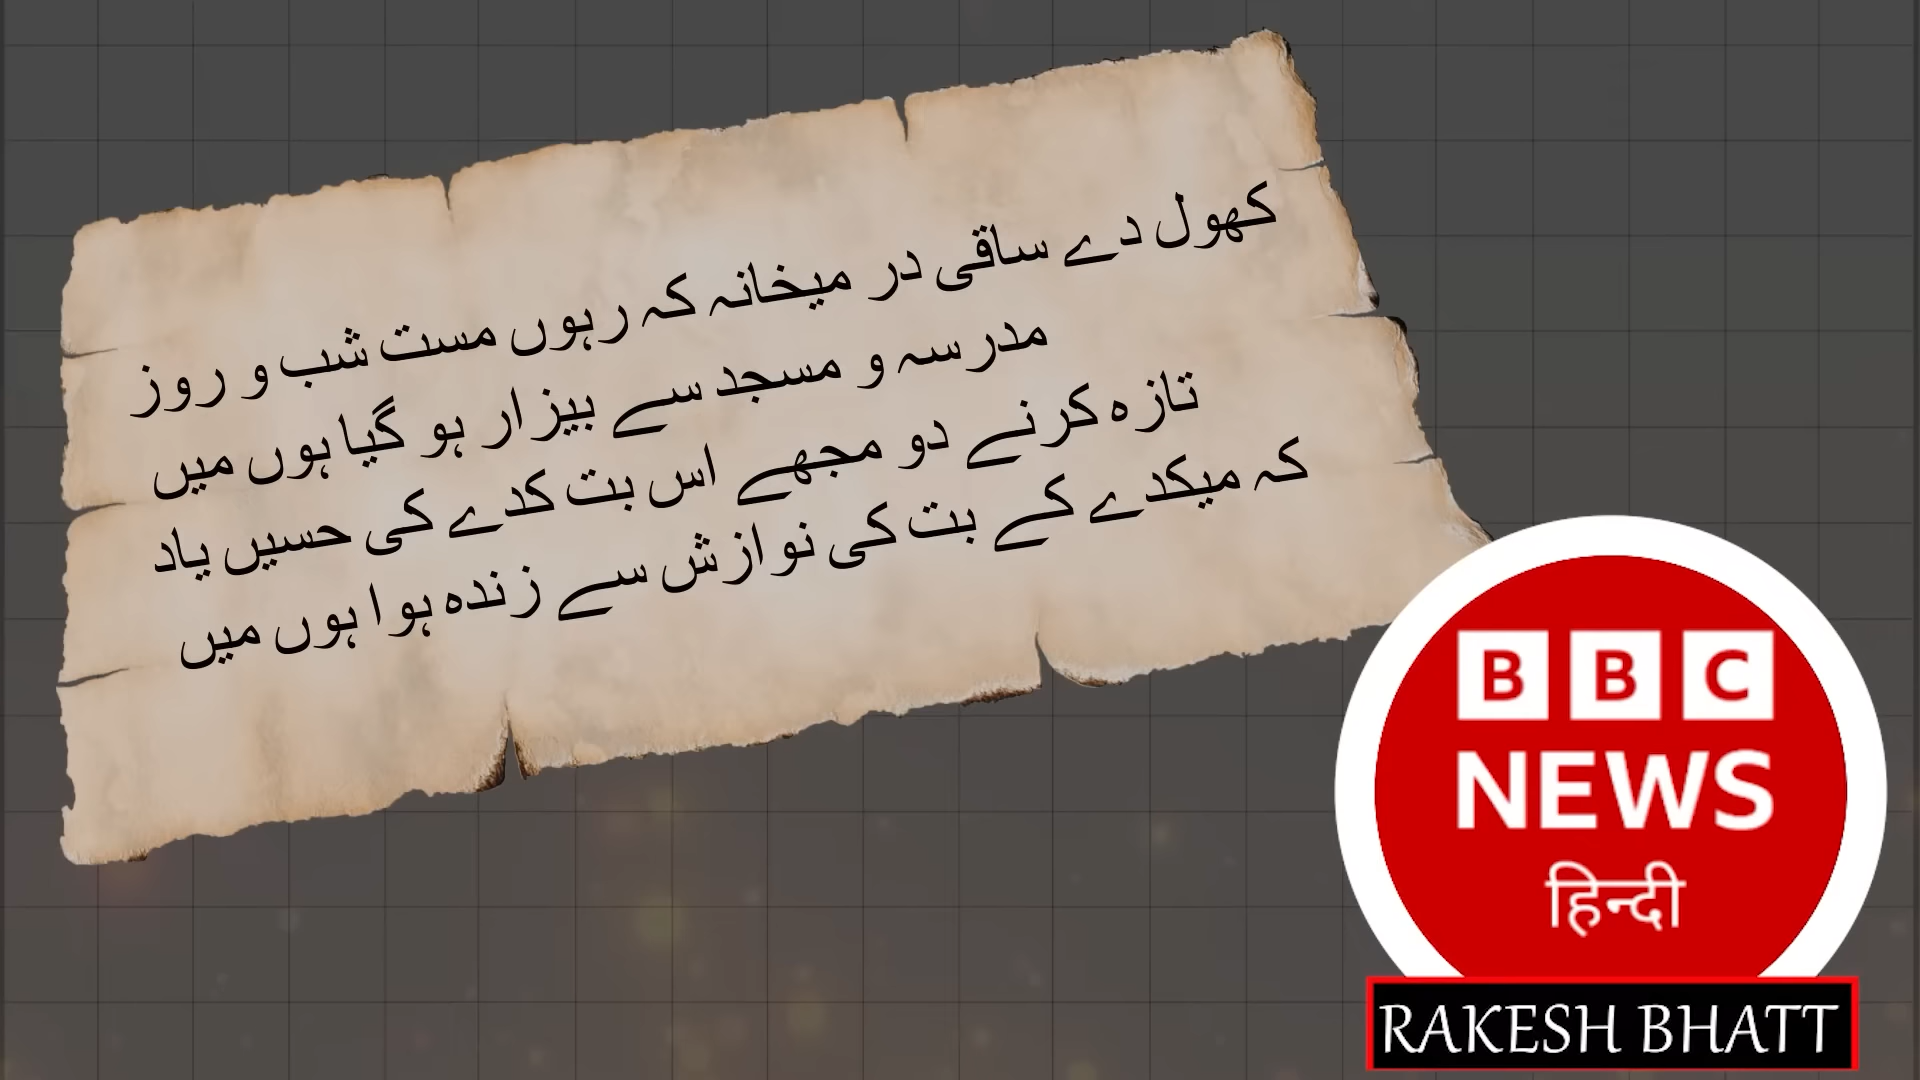 کھول دے ساقی در میخانہ کہ رہوں مست شب و روز
مدرسہ و مسجد سے بیزار ہو گیا ہوں میں
تازہ کرنے دو مجھے اس بت کدے کی حسیں یاد
کہ میکدے کے بت کی نوازش سے زندہ ہوا ہوں میں
BBC
NEWS
हिन्दी
RAKESH BHATT